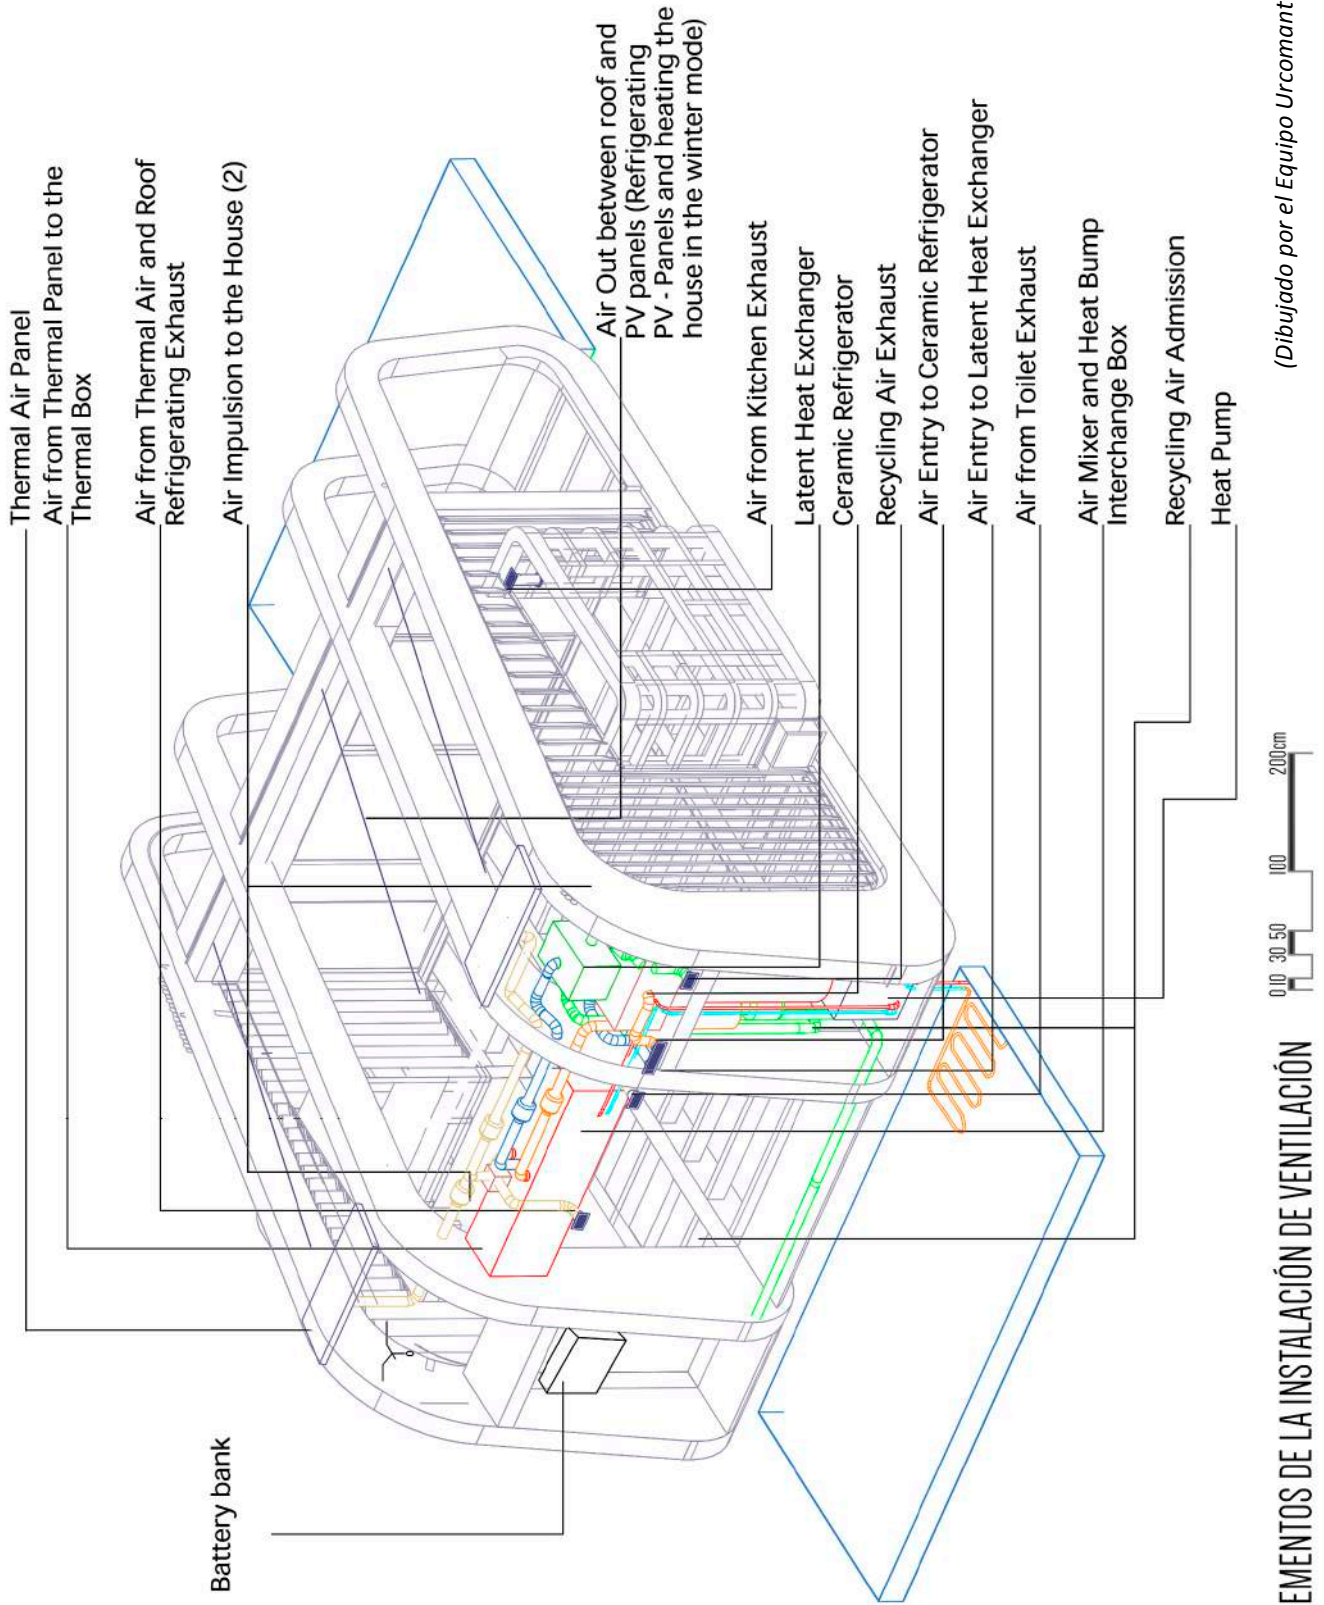 Thermal Air Panel
Air from Thermal Panel to the
Thermal Box
Air from Thermal Air and Roof
Refrigerating Exhaust
Air Impulsion to the House (2)
Battery bank
Air Out between roof and
PV panels (Refrigerating
PV - Panels and heating the
house in the winter mode)
Air from Kitchen Exhaust
Latent Heat Exchanger
Ceramic Refrigerator
Recycling Air Exhaust
Air Entry to Ceramic Refrigerator
Air Entry to Latent Heat Exchanger
Air from Toilet Exhaust
Air Mixer and Heat Bump
Interchange Box
Recycling Air Admission
Heat Pump
EMENTOS DE LA INSTALACIÓN DE VENTILACIÓN
0 10 30 50 100 200cm
(Dibujado por el Equipo Urcomant